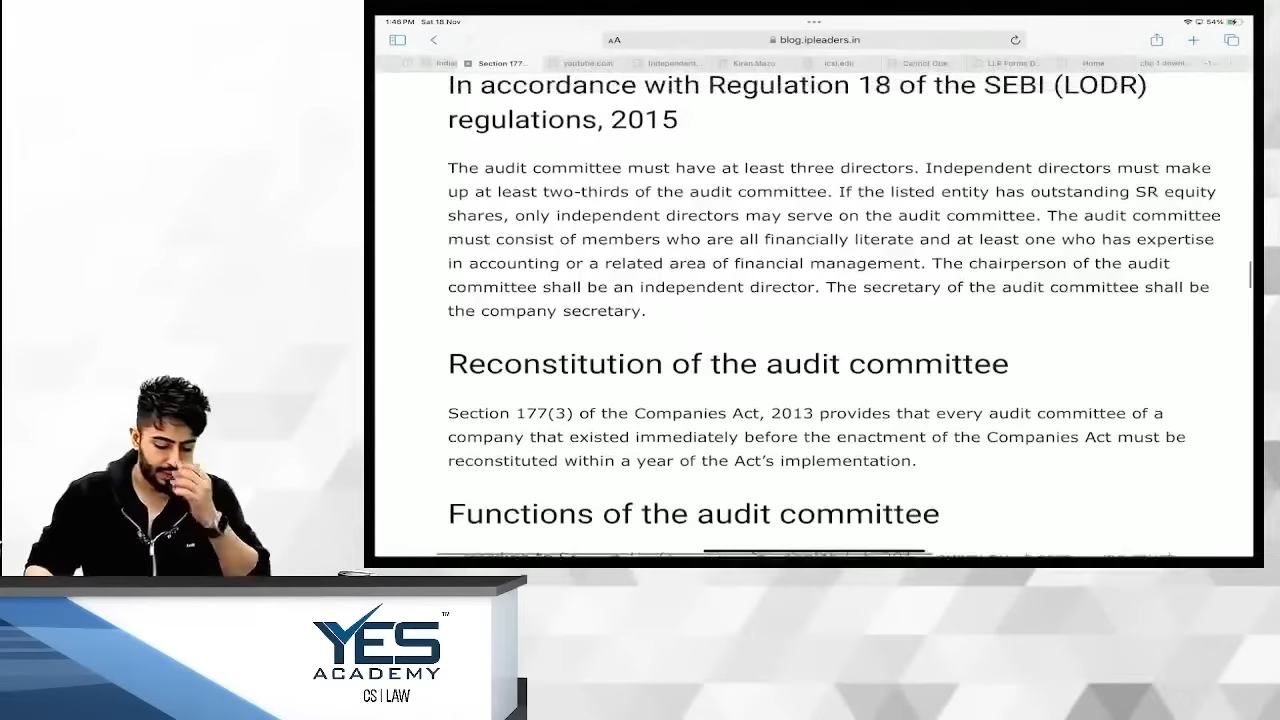 1:46 PM Sat 18 Nov
54%
AA
blog.ipleaders.in
India
Section 177...
youtube.com
Independent...
Kiran.Mazu
icsi.edu
LLP Forms D...
Home
In accordance with Regulation 18 of the SEBI (LODR)
regulations, 2015
The audit committee must have at least three directors. Independent directors must make
up at least two-thirds of the audit committee. If the listed entity has outstanding SR equity
shares, only independent directors may serve on the audit committee. The audit committee
must consist of members who are all financially literate and at least one who has expertise
in accounting or a related area of financial management. The chairperson of the audit
committee shall be an independent director. The secretary of the audit committee shall be
the company secretary.
Reconstitution of the audit committee
Section 177(3) of the Companies Act, 2013 provides that every audit committee of a
company that existed immediately before the enactment of the Companies Act must be
reconstituted within a year of the Act's implementation.
Functions of the audit committee
YES™
ACADEMY
CS | LAW